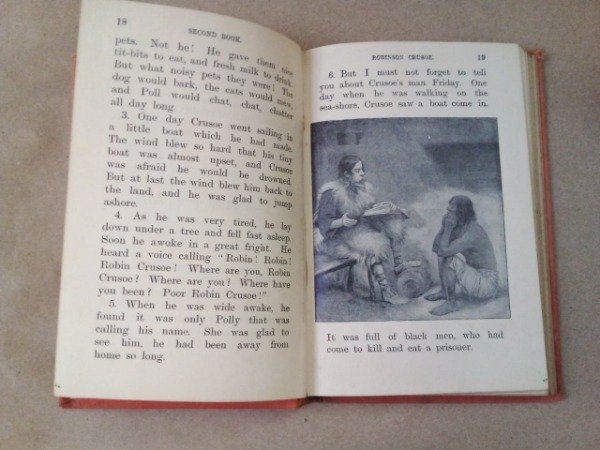 18
SECOND BOOK.
pets. Not he! He gave them nice
tit-bits to eat, and fresh milk to drink.
But what noisy pets they were! The
dog would bark, the cats would mew,
and Poll would chat, chat, chatter
all day long.
3. One day Crusoe went sailing in
a little boat which he had made.
The wind blew so hard that his tiny
boat was almost upset, and Crusoe
was afraid he would be drowned.
But at last the wind blew him back to
the land, and he was glad to jump
ashore.
4. As he was very tired, he lay
down under a tree and fell fast asleep.
Soon he awoke in a great fright. He
heard a voice calling "Robin! Robin!
Robin Crusoe! Where are you, Robin
Crusoe? Where are you? Where have
you been? Poor Robin Crusoe!"
5. When he was wide awake, he
found it was only Polly that was
calling his name. She was glad to
see him, he had been away from
home so long.
ROBINSON CRUSOE.
19
6. But I must not forget to tell
you about Crusoe's man Friday. One
day when he was walking on the
sea-shore, Crusoe saw a boat come in.
It was full of black men, who had
come to kill and eat a prisoner.